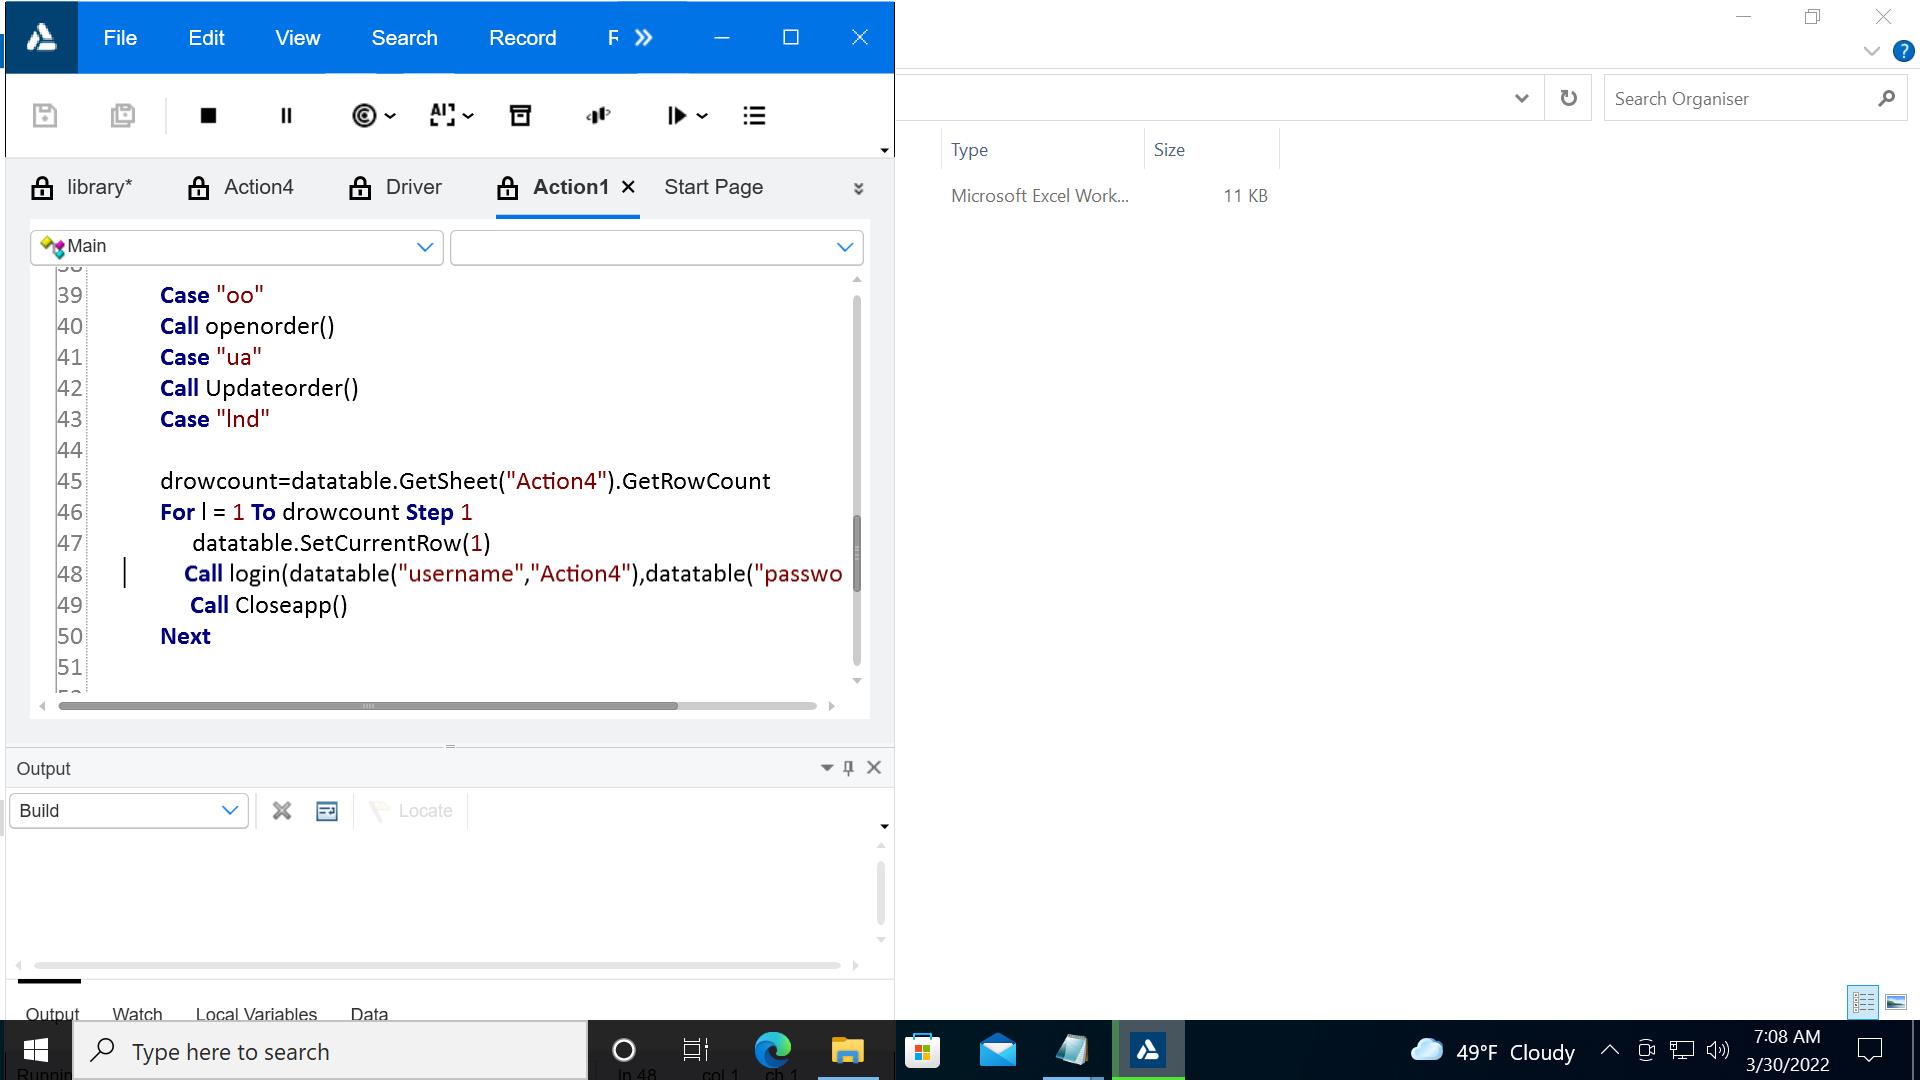 File Edit View Search Record
Search Organiser
Type Size
library* Action4 Driver Action1 Start Page
Microsoft Excel Work... 11 KB
Main
39 Case "oo"
40 Call openorder()
41 Case "ua"
42 Call Updateorder()
43 Case "lnd"
44
45 drowcount=datatable.GetSheet("Action4").GetRowCount
46 For l = 1 To drowcount Step 1
47 datatable.SetCurrentRow(1)
48 Call login(datatable("username","Action4"),datatable("passwo
49 Call Closeapp()
50 Next
51
Output
Build Locate
Output Watch Local Variables Data
Type here to search
49°F Cloudy
7:08 AM
3/30/2022